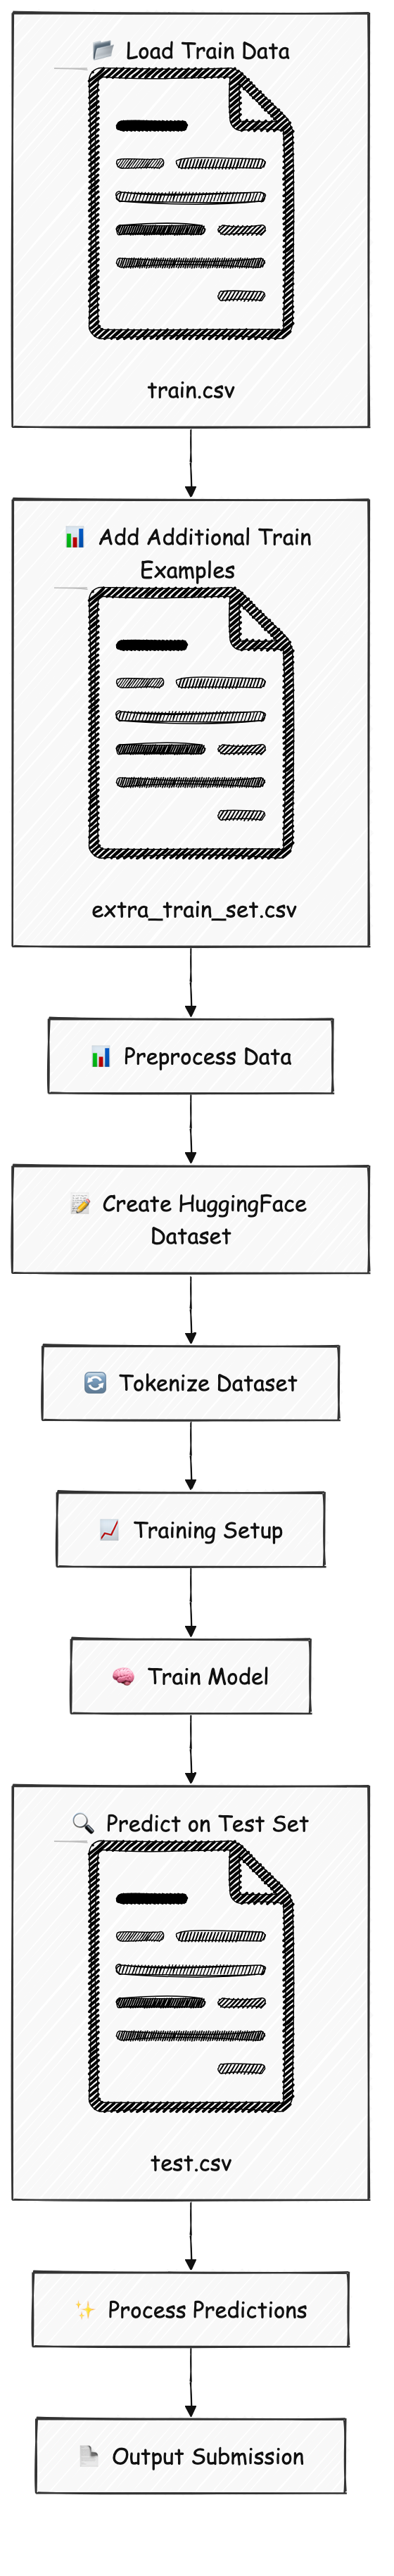 📂 Load Train Data
train.csv
📊 Add Additional Train
Examples
extra_train_set.csv
📊 Preprocess Data
📝 Create HuggingFace
Dataset
🔄 Tokenize Dataset
📈 Training Setup
🧠 Train Model
🔍 Predict on Test Set
test.csv
✨ Process Predictions
📄 Output Submission